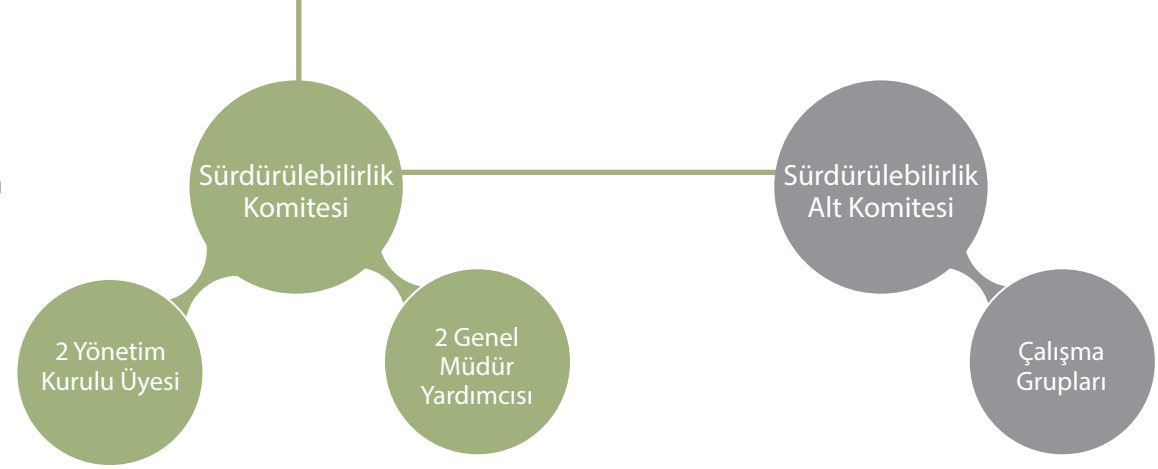 Sürdürülebilirlik
Komitesi
Sürdürülebilirlik
Alt Komitesi
2 Yönetim
Kurulu Üyesi
2 Genel
Müdür
Yardımcısı
Çalışma
Grupları